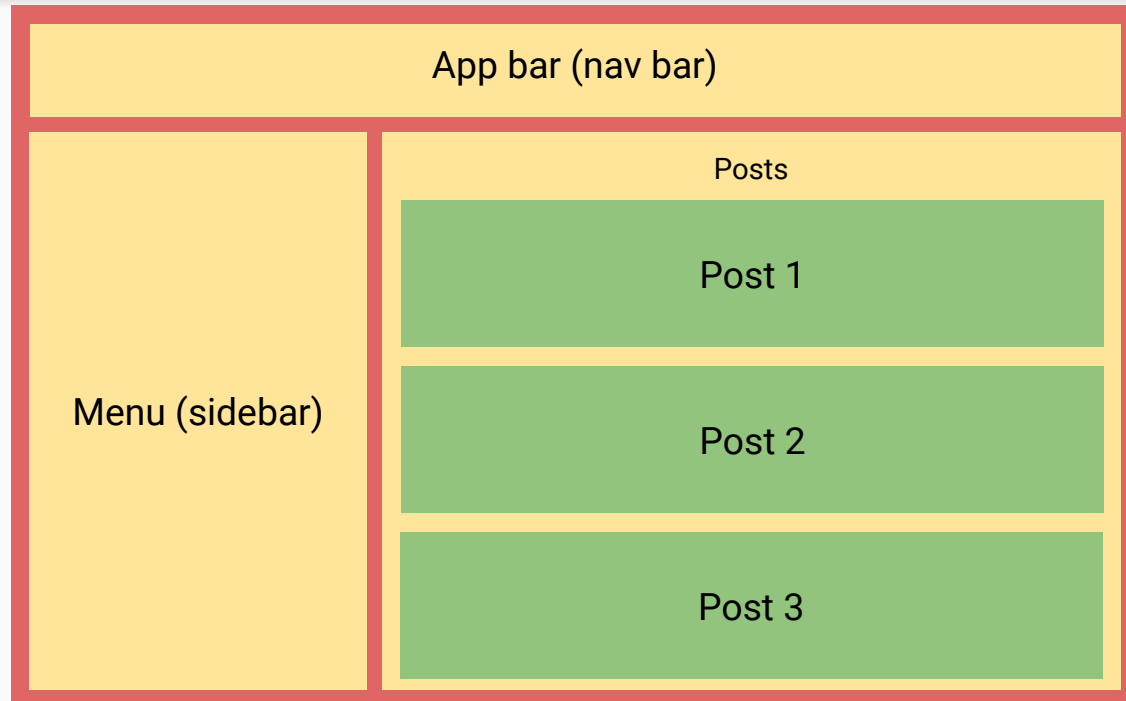 App bar (nav bar)
Menu (sidebar)
Posts
Post 1
Post 2
Post 3